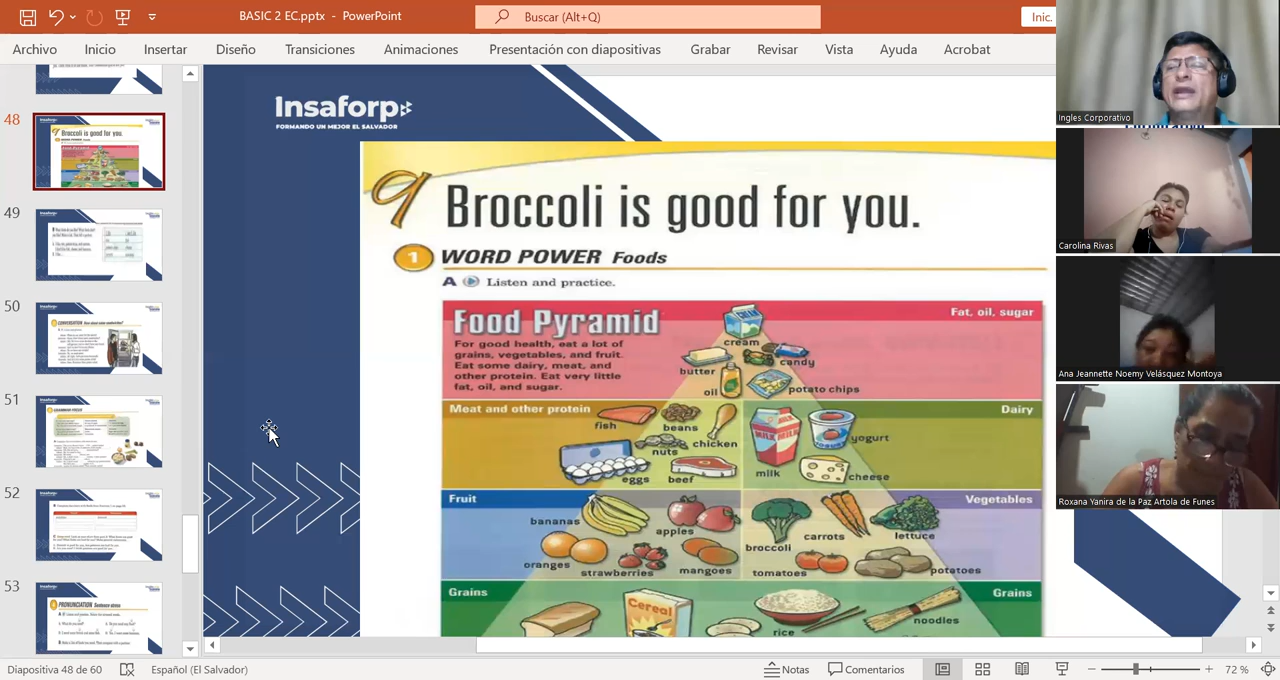 BASIC 2 EC.pptx - PowerPoint
Buscar (Alt+Q)
Inic.
Archivo Inicio Insertar Diseño Transiciones Animaciones Presentación con diapositivas Grabar Revisar Vista Ayuda Acrobat
48
49
50
51
52
53
Insaforp
FORMANDO UN MEJOR EL SALVADOR
9 Broccoli is good for you.
1 WORD POWER Foods
A Listen and practice.
Food Pyramid
Fat, oil, sugar
For good health, eat a lot of
grains, vegetables, and fruit.
Eat some dairy, meat, and
other protein. Eat very little
fat, oil, and sugar.
cream
butter
candy
oil
potato chips
Meat and other protein
Dairy
fish
beans
chicken
nuts
eggs
beef
MILK
milk
yogurt
cheese
Fruit
Vegetables
bananas
apples
oranges
strawberries
mangoes
broccoli
carrots
lettuce
tomatoes
potatoes
Grains
Grains
Cereal
rice
noodles
Ingles Corporativo
Carolina Rivas
Ana Jeannette Noemy Velásquez Montoya
Roxana Yanira de la Paz Artola de Funes
Diapositiva 48 de 60
Español (El Salvador)
Notas
Comentarios
72 %